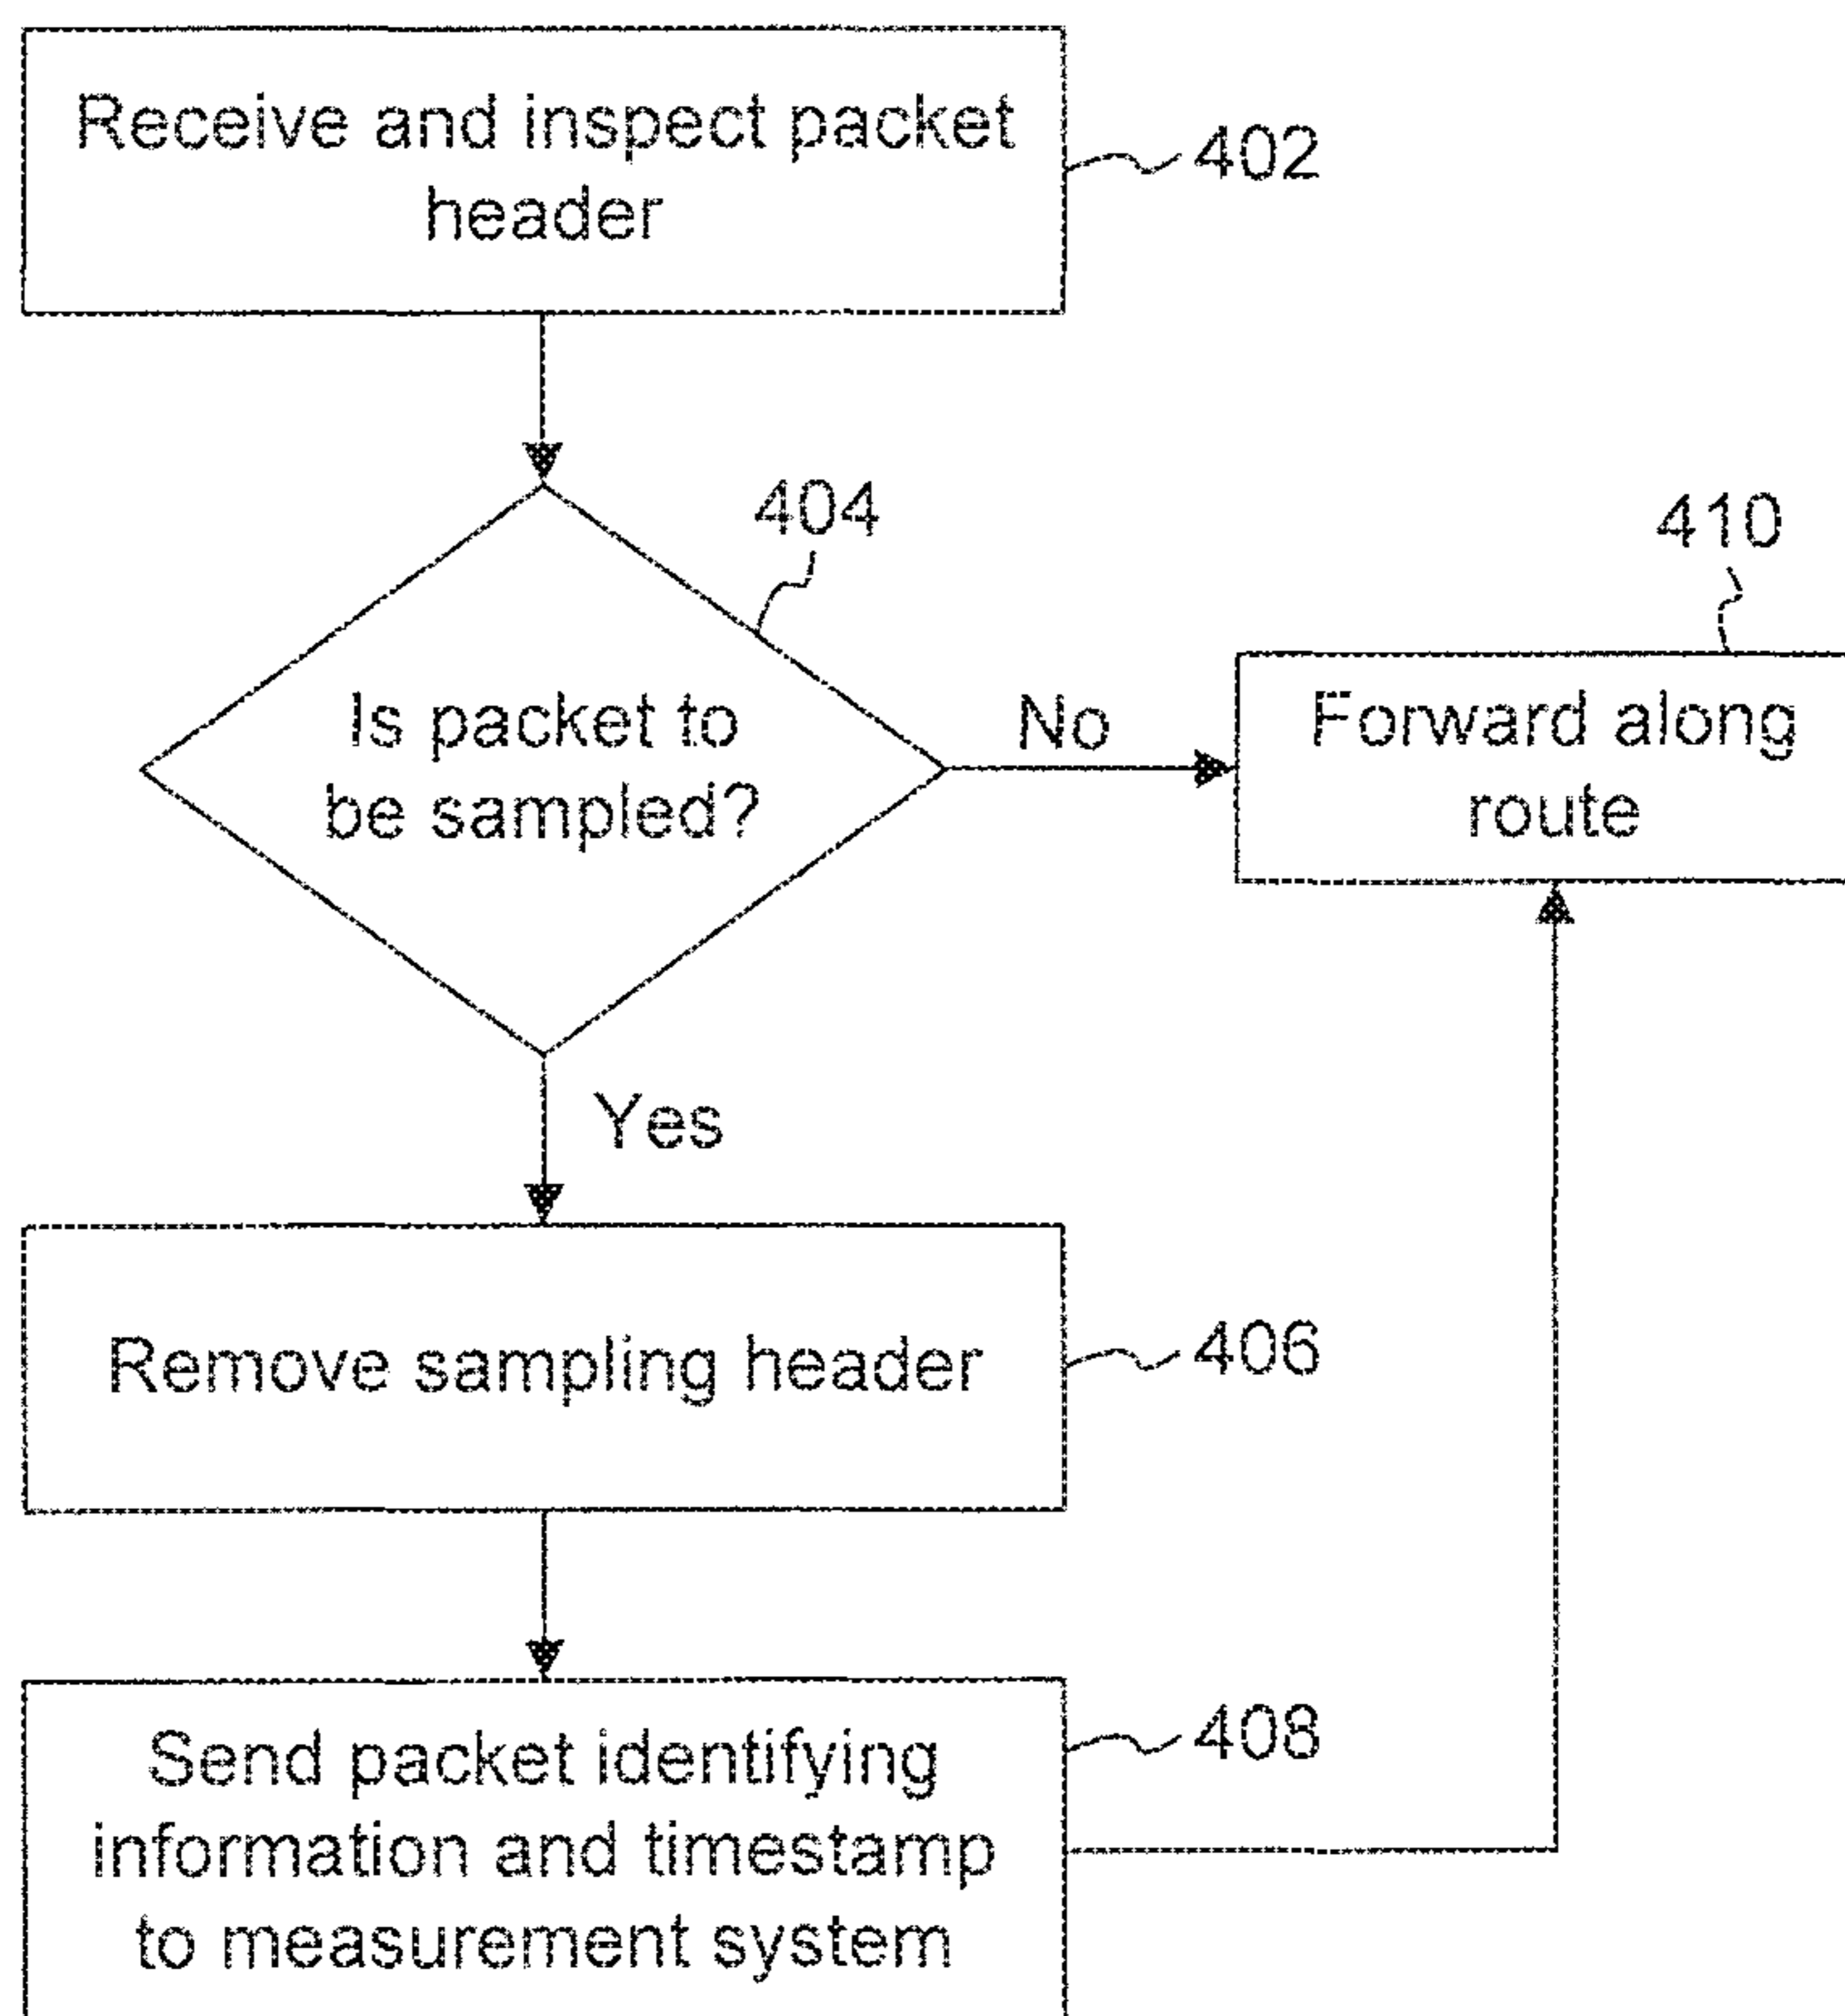 Receive and inspect packet
header
402
404
410
Is packet to
be sampled?
No
Forward along
route
Yes
Remove sampling header
406
Send packet identifying
information and timestamp
to measurement system
408